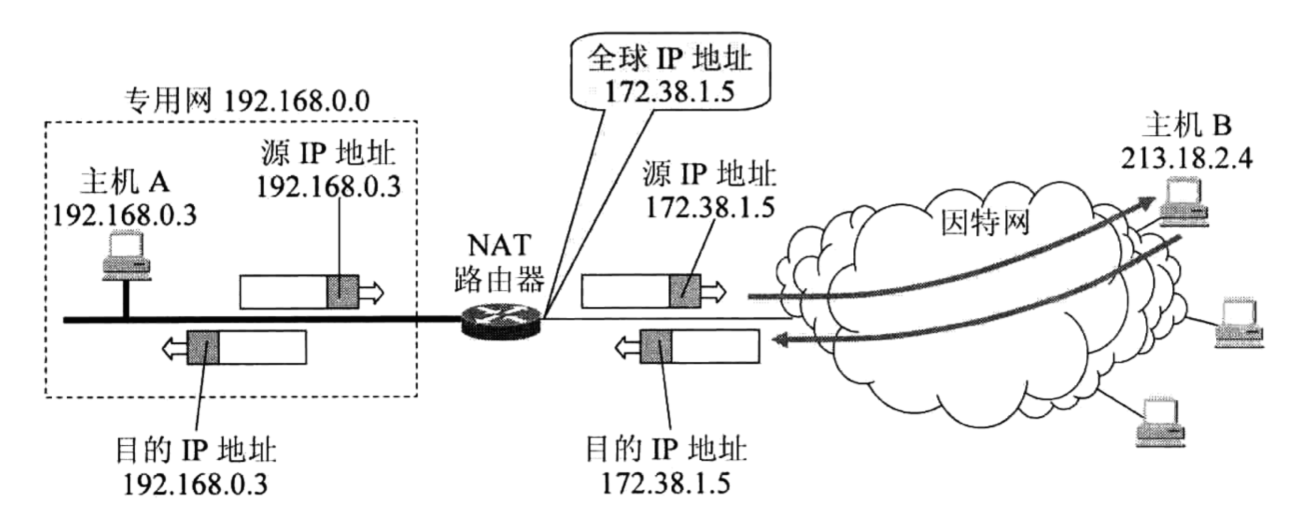 全球 IP 地址
172.38.1.5
专用网 192.168.0.0
源 IP 地址
192.168.0.3
主机 A
192.168.0.3
NAT
路由器
源 IP 地址
172.38.1.5
因特网
主机 B
213.18.2.4
目的 IP 地址
192.168.0.3
目的 IP 地址
172.38.1.5